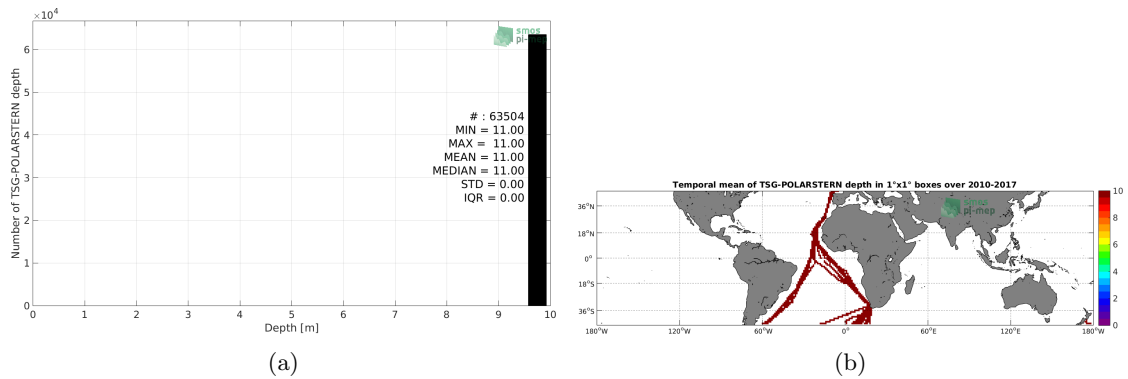 ×10⁴
6
5
4
3
2
1
0
Number of TSG-POLARSTERN depth
smos
pi-mep
# : 63504
MIN = 11.00
MAX = 11.00
MEAN = 11.00
MEDIAN = 11.00
STD = 0.00
IQR = 0.00
0 1 2 3 4 5 6 7 8 9 10
Depth [m]
(a)
Temporal mean of TSG-POLARSTERN depth in 1°x1° boxes over 2010-2017
smos
pi-mep
36°N
18°N
0°
18°S
36°S
180°W 120°W 60°W 0° 60°E 120°E 180°E
10
8
6
4
2
0
(b)